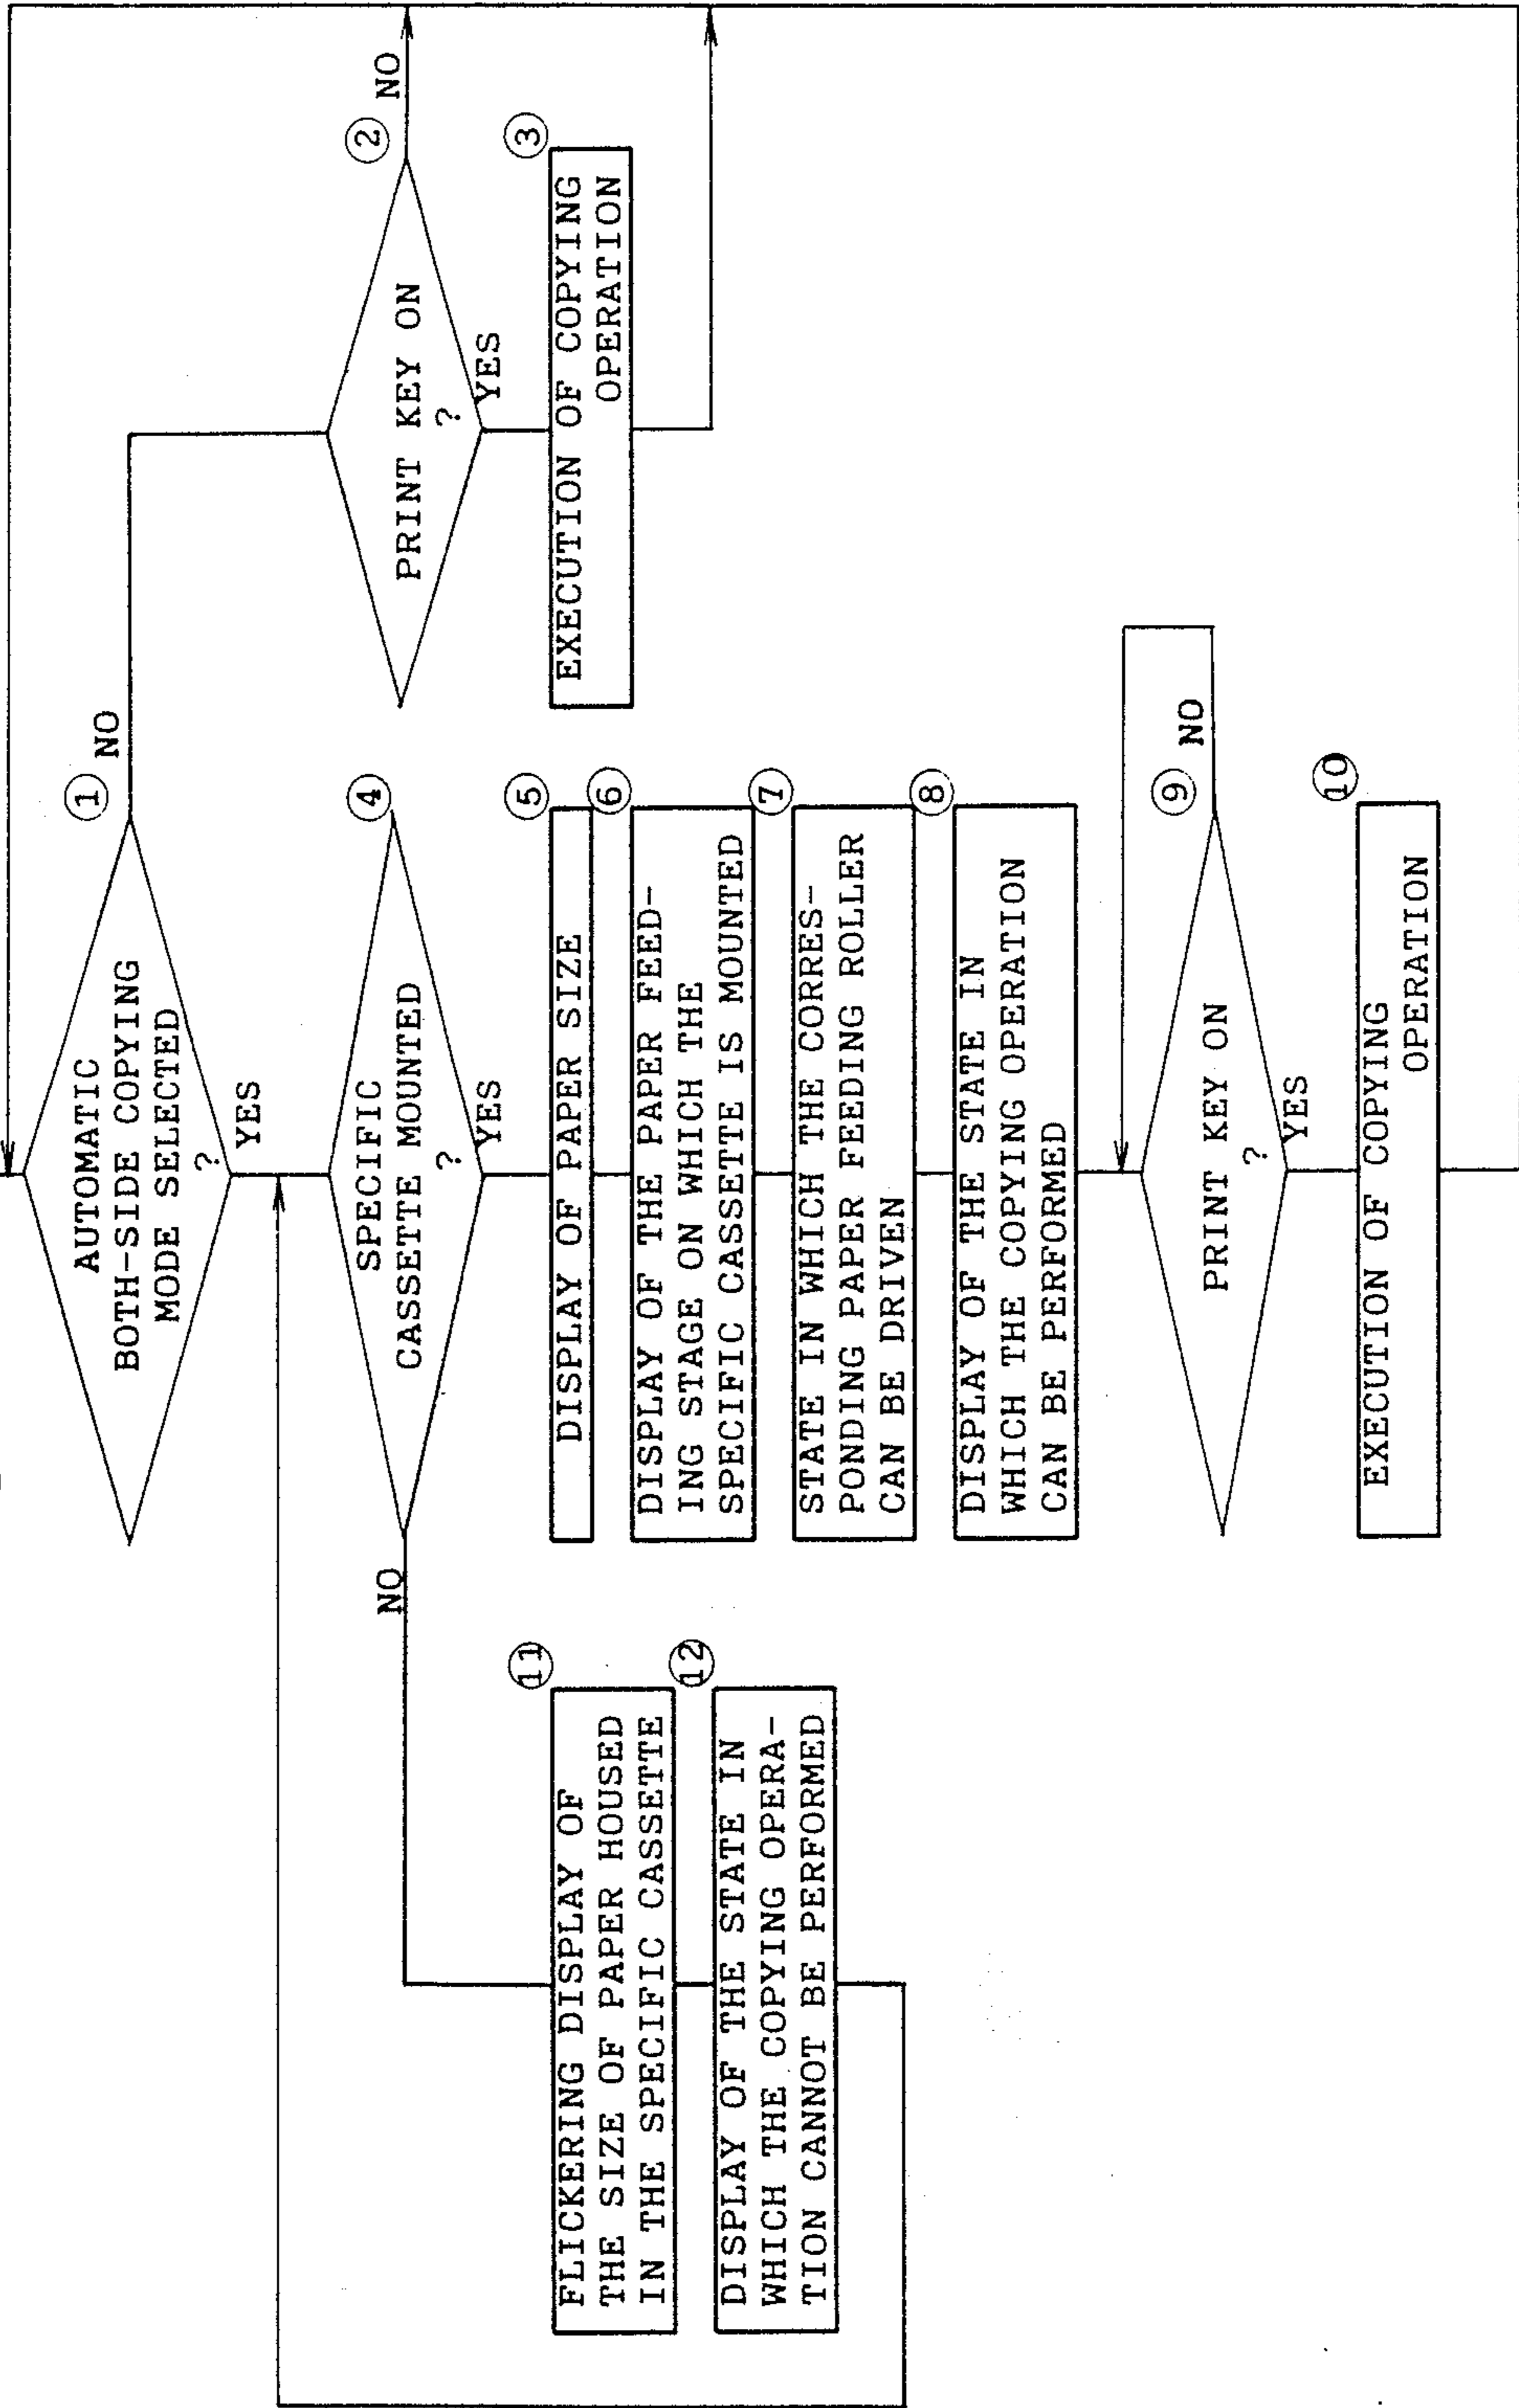 ①
AUTOMATIC
BOTH-SIDE COPYING
MODE SELECTED
?
NO
YES
②
PRINT KEY ON
?
NO
YES
③
EXECUTION OF COPYING
OPERATION
④
SPECIFIC
CASSETTE MOUNTED
?
NO
YES
⑤
DISPLAY OF PAPER SIZE
⑥
DISPLAY OF THE PAPER FEED-
ING STAGE ON WHICH THE
SPECIFIC CASSETTE IS MOUNTED
⑦
STATE IN WHICH THE CORRES-
PONDING PAPER FEEDING ROLLER
CAN BE DRIVEN
⑧
DISPLAY OF THE STATE IN
WHICH THE COPYING OPERATION
CAN BE PERFORMED
⑨
PRINT KEY ON
?
NO
YES
⑩
EXECUTION OF COPYING
OPERATION
⑪
FLICKERING DISPLAY OF
THE SIZE OF PAPER HOUSED
IN THE SPECIFIC CASSETTE
⑫
DISPLAY OF THE STATE IN
WHICH THE COPYING OPERA-
TION CANNOT BE PERFORMED